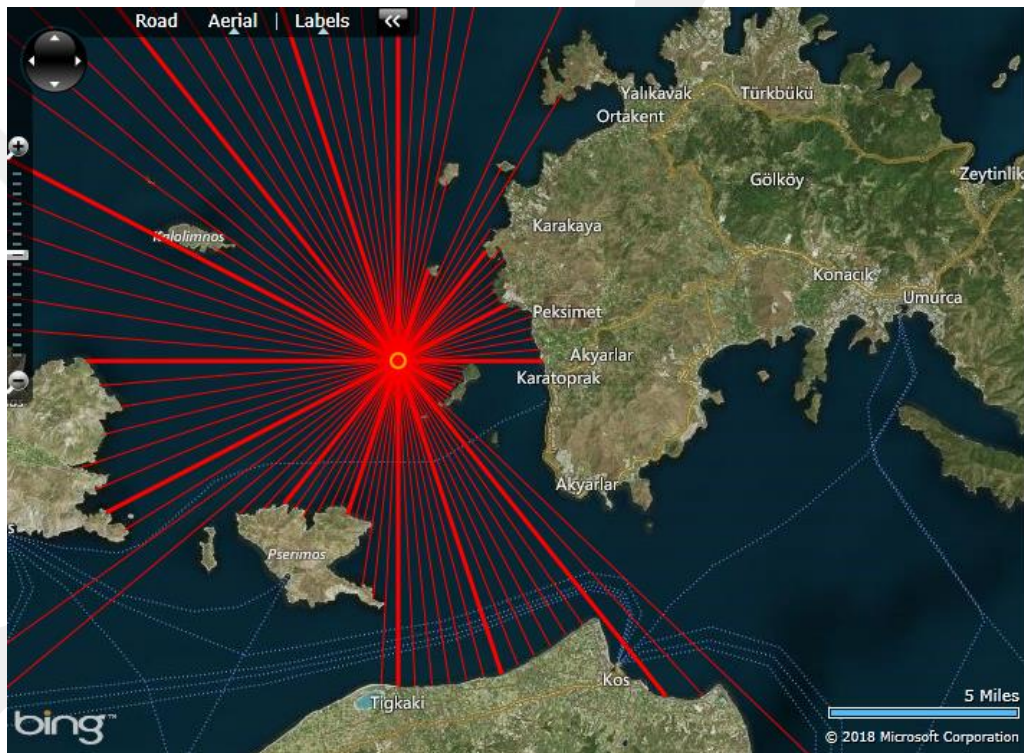 Road Aerial | Labels «
Yalıkavak
Türkbükü
Ortakent
Zeytinlik
Gölköy
Karakaya
Kalolimnos
Konacık
Umurca
Peksimet
Akyarlar
Karatoprak
Akyarlar
Pserimos
Kos
Tigkaki
5 Miles
bing™
© 2018 Microsoft Corporation